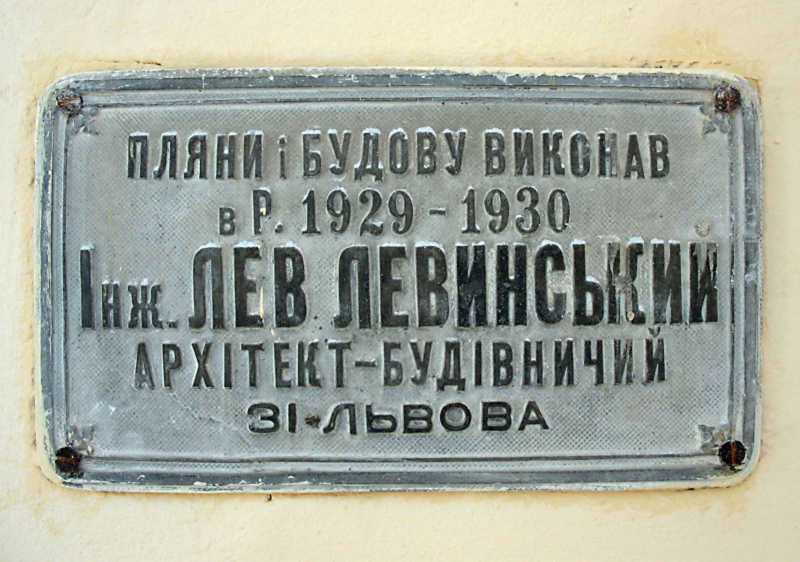 ПЛЯНИ і БУДОВУ ВИКОНАВ
в Р. 1929 - 1930
Інж. ЛЕВ ЛЕВИНСЬКИЙ
АРХІТЕКТ-БУДІВНИЧИЙ
ЗІ ЛЬВОВА